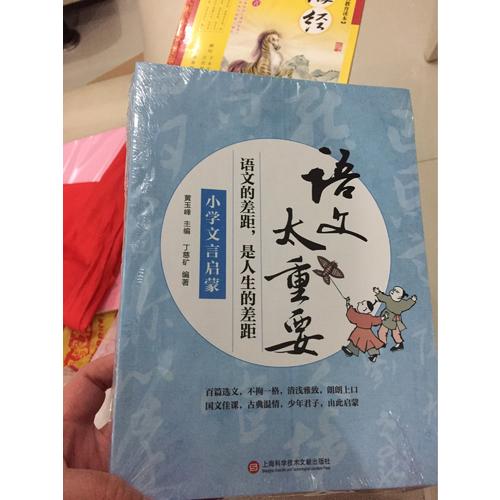 海经
语文太重要
语文的差距，是人生的差距
小学文言启蒙
黄玉峰 主编 丁慈矿 编著
百篇选文，不拘一格，清浅雅致，朗朗上口
国文佳课，古典温情，少年君子，由此启蒙
上海科学技术文献出版社